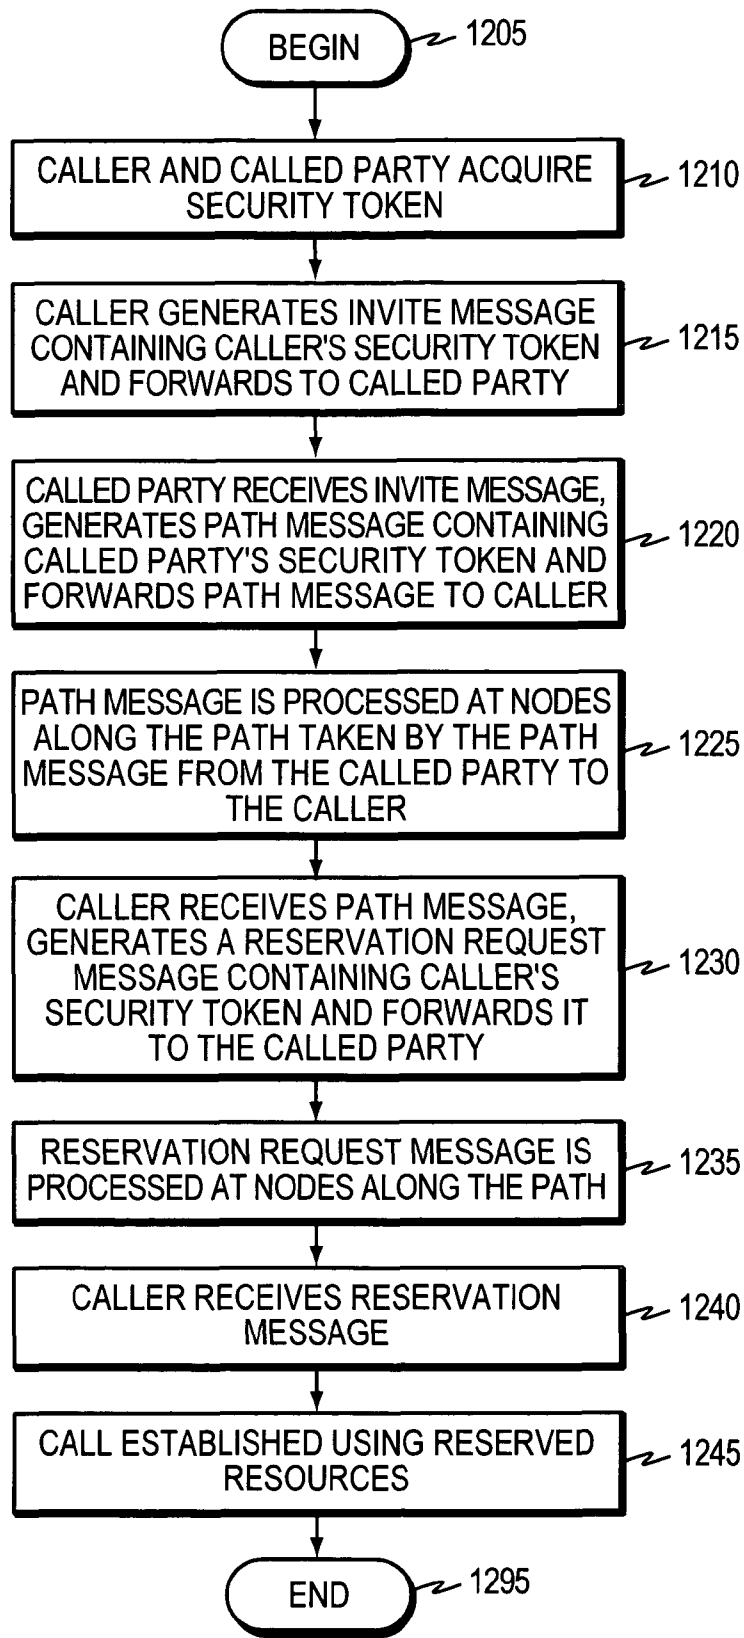 BEGIN
1205
CALLER AND CALLED PARTY ACQUIRE
SECURITY TOKEN
1210
CALLER GENERATES INVITE MESSAGE
CONTAINING CALLER'S SECURITY TOKEN
AND FORWARDS TO CALLED PARTY
1215
CALLED PARTY RECEIVES INVITE MESSAGE,
GENERATES PATH MESSAGE CONTAINING
CALLED PARTY'S SECURITY TOKEN AND
FORWARDS PATH MESSAGE TO CALLER
1220
PATH MESSAGE IS PROCESSED AT NODES
ALONG THE PATH TAKEN BY THE PATH
MESSAGE FROM THE CALLED PARTY TO
THE CALLER
1225
CALLER RECEIVES PATH MESSAGE,
GENERATES A RESERVATION REQUEST
MESSAGE CONTAINING CALLER'S
SECURITY TOKEN AND FORWARDS IT
TO THE CALLED PARTY
1230
RESERVATION REQUEST MESSAGE IS
PROCESSED AT NODES ALONG THE PATH
1235
CALLER RECEIVES RESERVATION
MESSAGE
1240
CALL ESTABLISHED USING RESERVED
RESOURCES
1245
END
1295